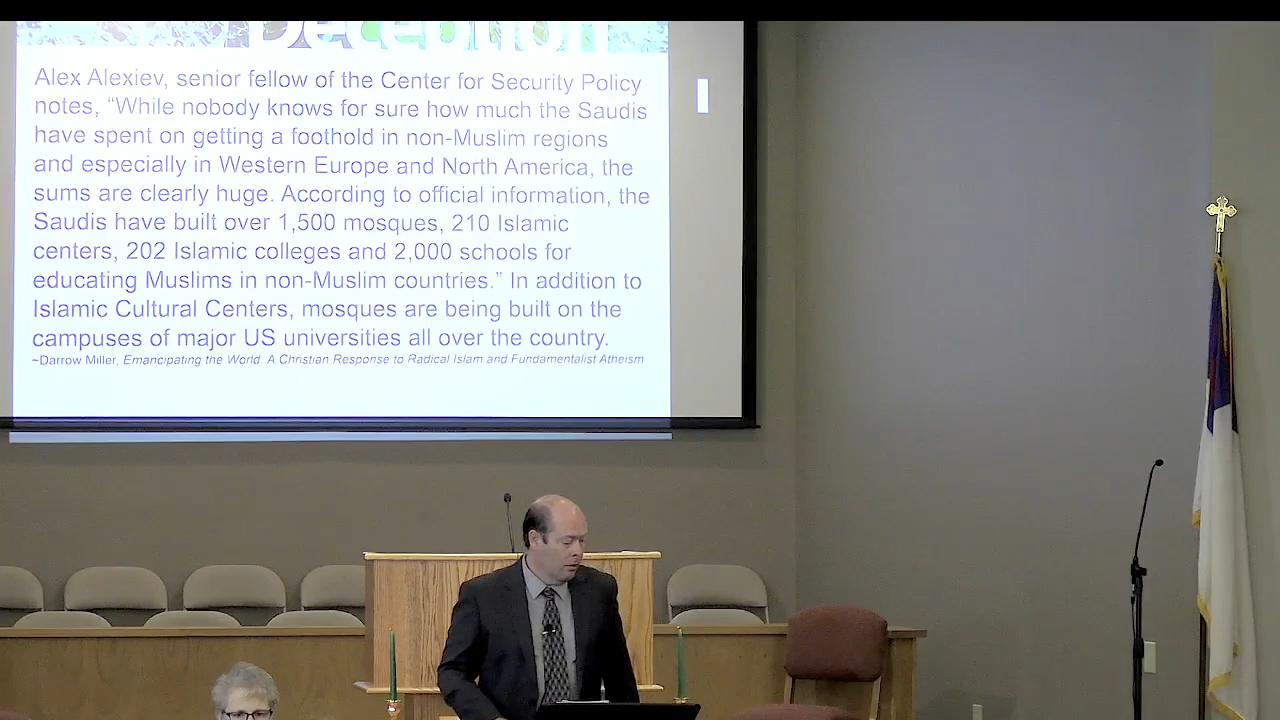 Deception
Alex Alexiev, senior fellow of the Center for Security Policy
notes, “While nobody knows for sure how much the Saudis
have spent on getting a foothold in non-Muslim regions
and especially in Western Europe and North America, the
sums are clearly huge. According to official information, the
Saudis have built over 1,500 mosques, 210 Islamic
centers, 202 Islamic colleges and 2,000 schools for
educating Muslims in non-Muslim countries.” In addition to
Islamic Cultural Centers, mosques are being built on the
campuses of major US universities all over the country.
~Darrow Miller, Emancipating the World: A Christian Response to Radical Islam and Fundamentalist Atheism